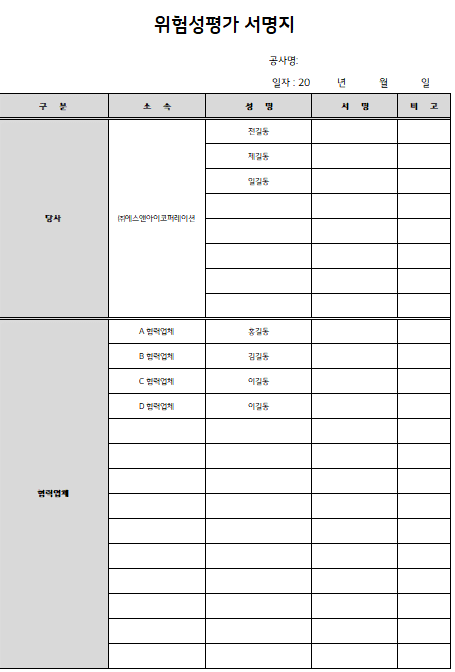 위험성평가 서명지
공사명:
일자 : 20 년 월 일
구 분 소 속 성 명 서 명 비 고
전길동
제길동
일길동
당사 ㈜에스앤아이코퍼레이션
A 협력업체 홍길동
B 협력업체 김길동
C 협력업체 이길동
D 협력업체 이길동
협력업체